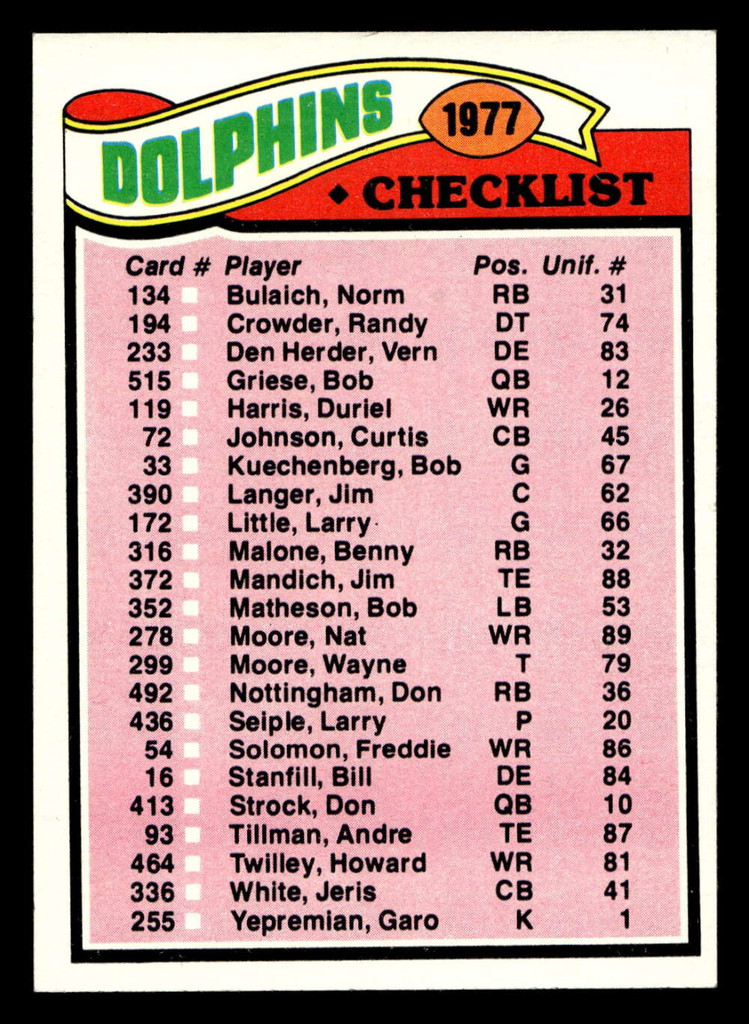 DOLPHINS 1977
♦ CHECKLIST
Card # Player Pos. Unif. #
134 Bulaich, Norm RB 31
194 Crowder, Randy DT 74
233 Den Herder, Vern DE 83
515 Griese, Bob QB 12
119 Harris, Duriel WR 26
72 Johnson, Curtis CB 45
33 Kuechenberg, Bob G 67
390 Langer, Jim C 62
172 Little, Larry G 66
316 Malone, Benny RB 32
372 Mandich, Jim TE 88
352 Matheson, Bob LB 53
278 Moore, Nat WR 89
299 Moore, Wayne T 79
492 Nottingham, Don RB 36
436 Seiple, Larry P 20
54 Solomon, Freddie WR 86
16 Stanfill, Bill DE 84
413 Strock, Don QB 10
93 Tillman, Andre TE 87
464 Twilley, Howard WR 81
336 White, Jeris CB 41
255 Yepremian, Garo K 1